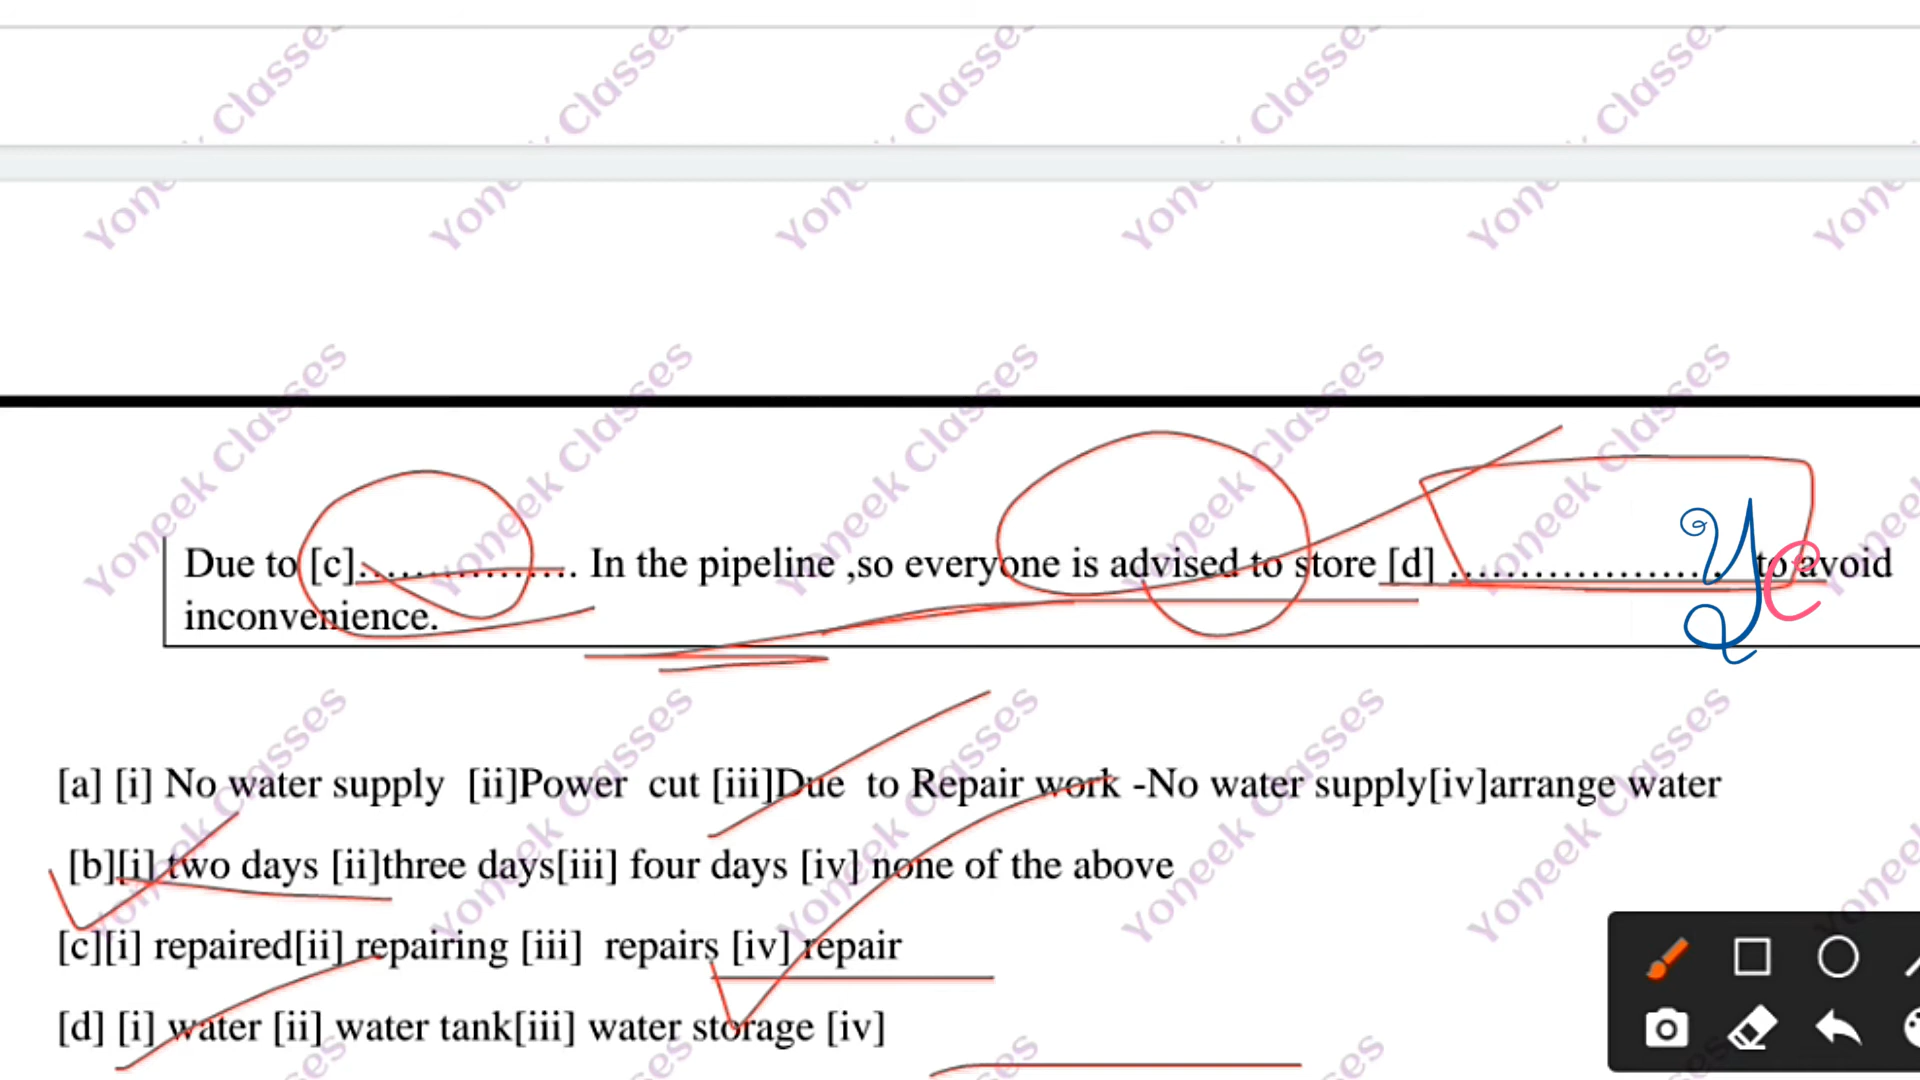 Due to [c]................. In the pipeline ,so everyone is advised to store [d] ................... to avoid
inconvenience.
[a] [i] No water supply [ii]Power cut [iii]Due to Repair work -No water supply[iv]arrange water
[b][i] two days [ii]three days[iii] four days [iv] none of the above
[c][i] repaired[ii] repairing [iii] repairs [iv] repair
[d] [i] water [ii] water tank[iii] water storage [iv]
Yoneek Classes
YC